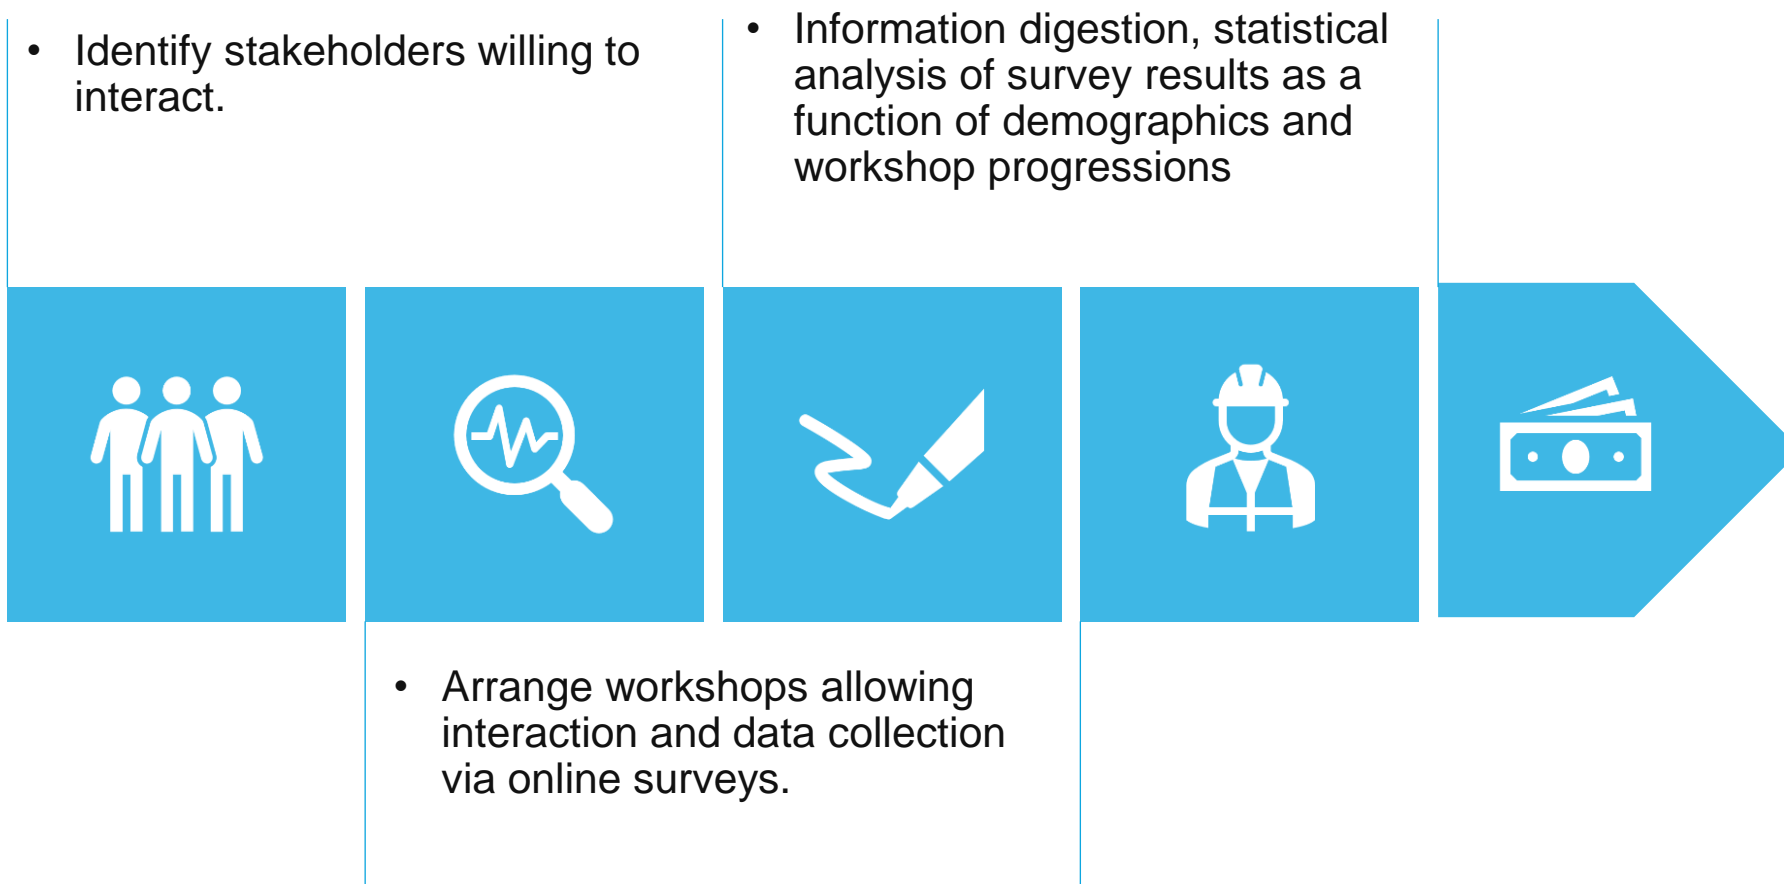 • Identify stakeholders willing to
interact.
• Information digestion, statistical
analysis of survey results as a
function of demographics and
workshop progressions
• Arrange workshops allowing
interaction and data collection
via online surveys.